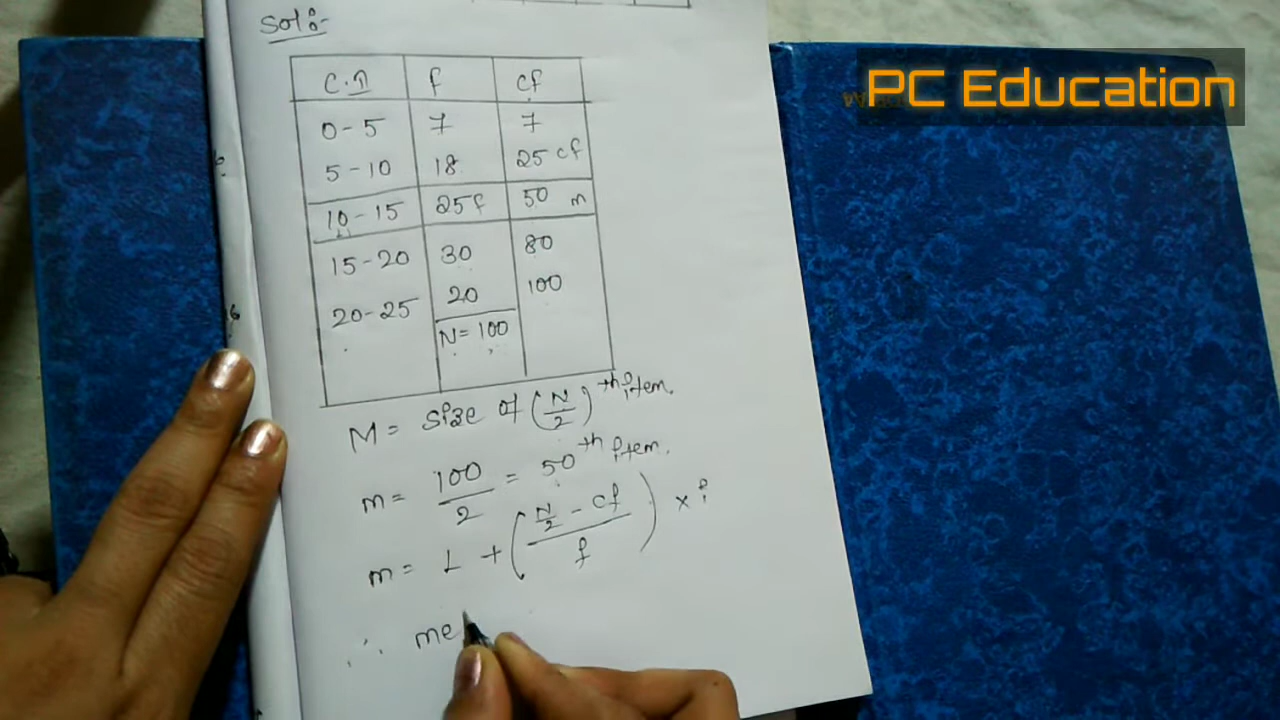 Sol:-
PC Education
C.I f cf
0-5 7 7
5-10 18 25 cf
10-15 25f 50 m
15-20 30 80
20-25 20 100
N= 100
M = size of (N/2)th item.
m = 100/2 = 50th item.
m = L + (N/2 - cf / f) × i
∴ me